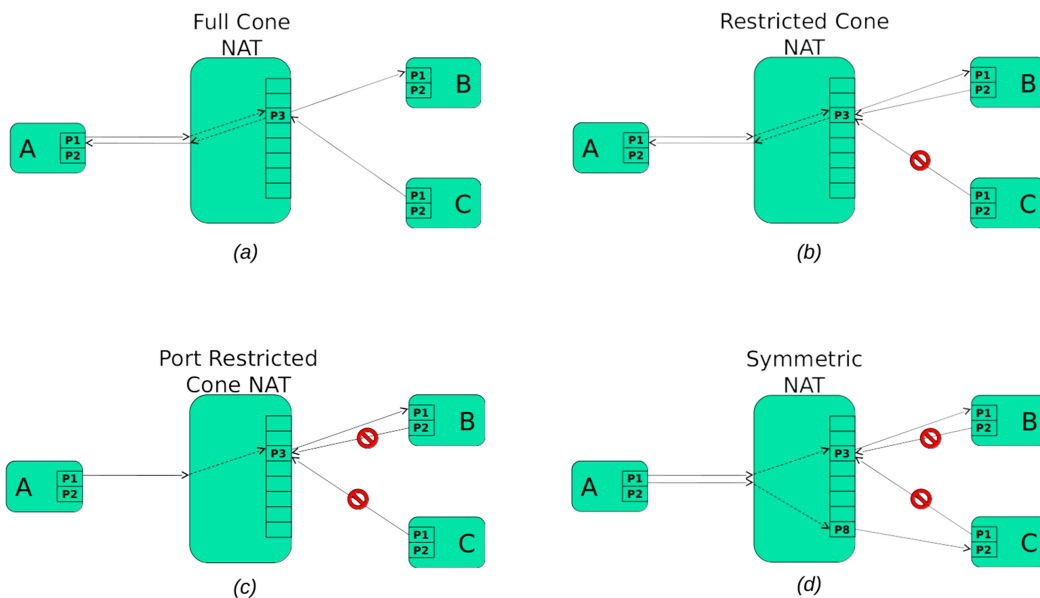 Full Cone
NAT
P3
A
P1
P2
P1
P2
B
P1
P2
C
(a)
Restricted Cone
NAT
P3
A
P1
P2
P1
P2
B
P1
P2
C
(b)
Port Restricted
Cone NAT
P3
A
P1
P2
P1
P2
B
P1
P2
C
(c)
Symmetric
NAT
P3
P8
A
P1
P2
P1
P2
B
P1
P2
C
(d)